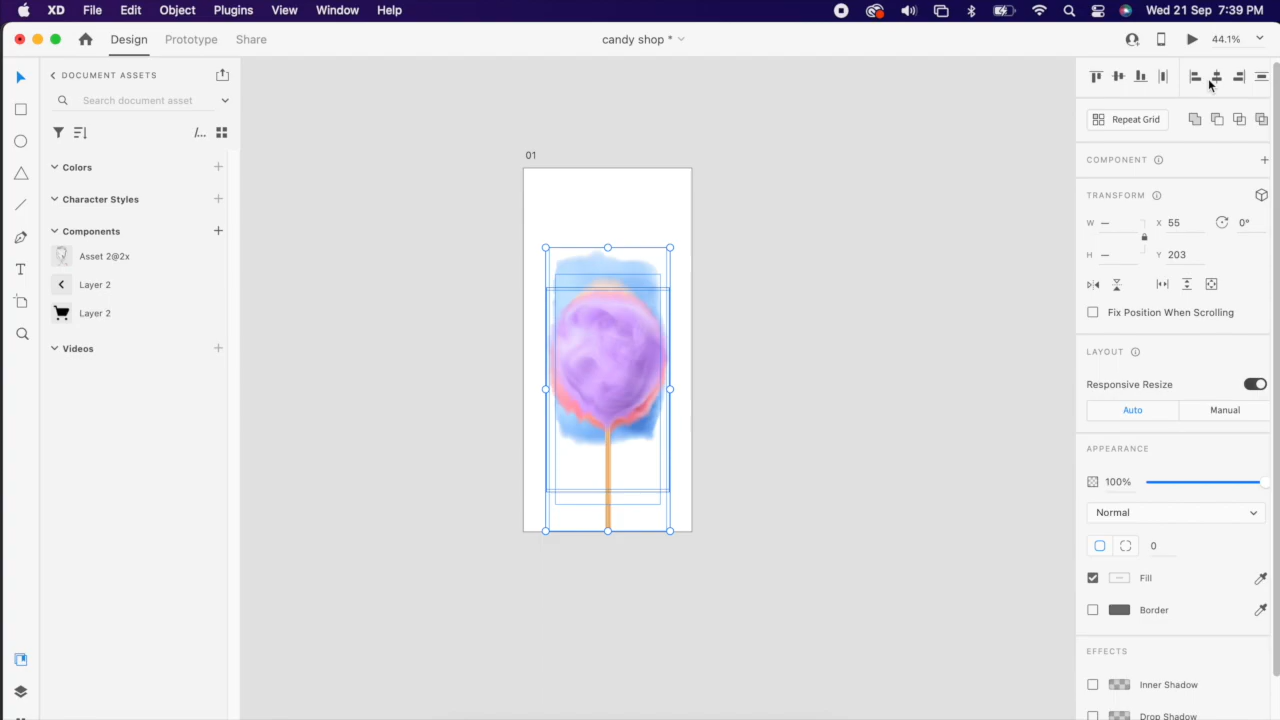 XD File Edit Object Plugins View Window Help Wed 21 Sep 7:39 PM
Design Prototype Share candy shop * 44.1%
DOCUMENT ASSETS
Search document asset
/...
Colors
Character Styles
Components
Asset 2@2x
Layer 2
Layer 2
Videos
01
Repeat Grid
COMPONENT
TRANSFORM
W – X 55 0°
H – Y 203
Fix Position When Scrolling
LAYOUT
Responsive Resize
Auto Manual
APPEARANCE
100%
Normal
0
Fill
Border
EFFECTS
Inner Shadow
Drop Shadow